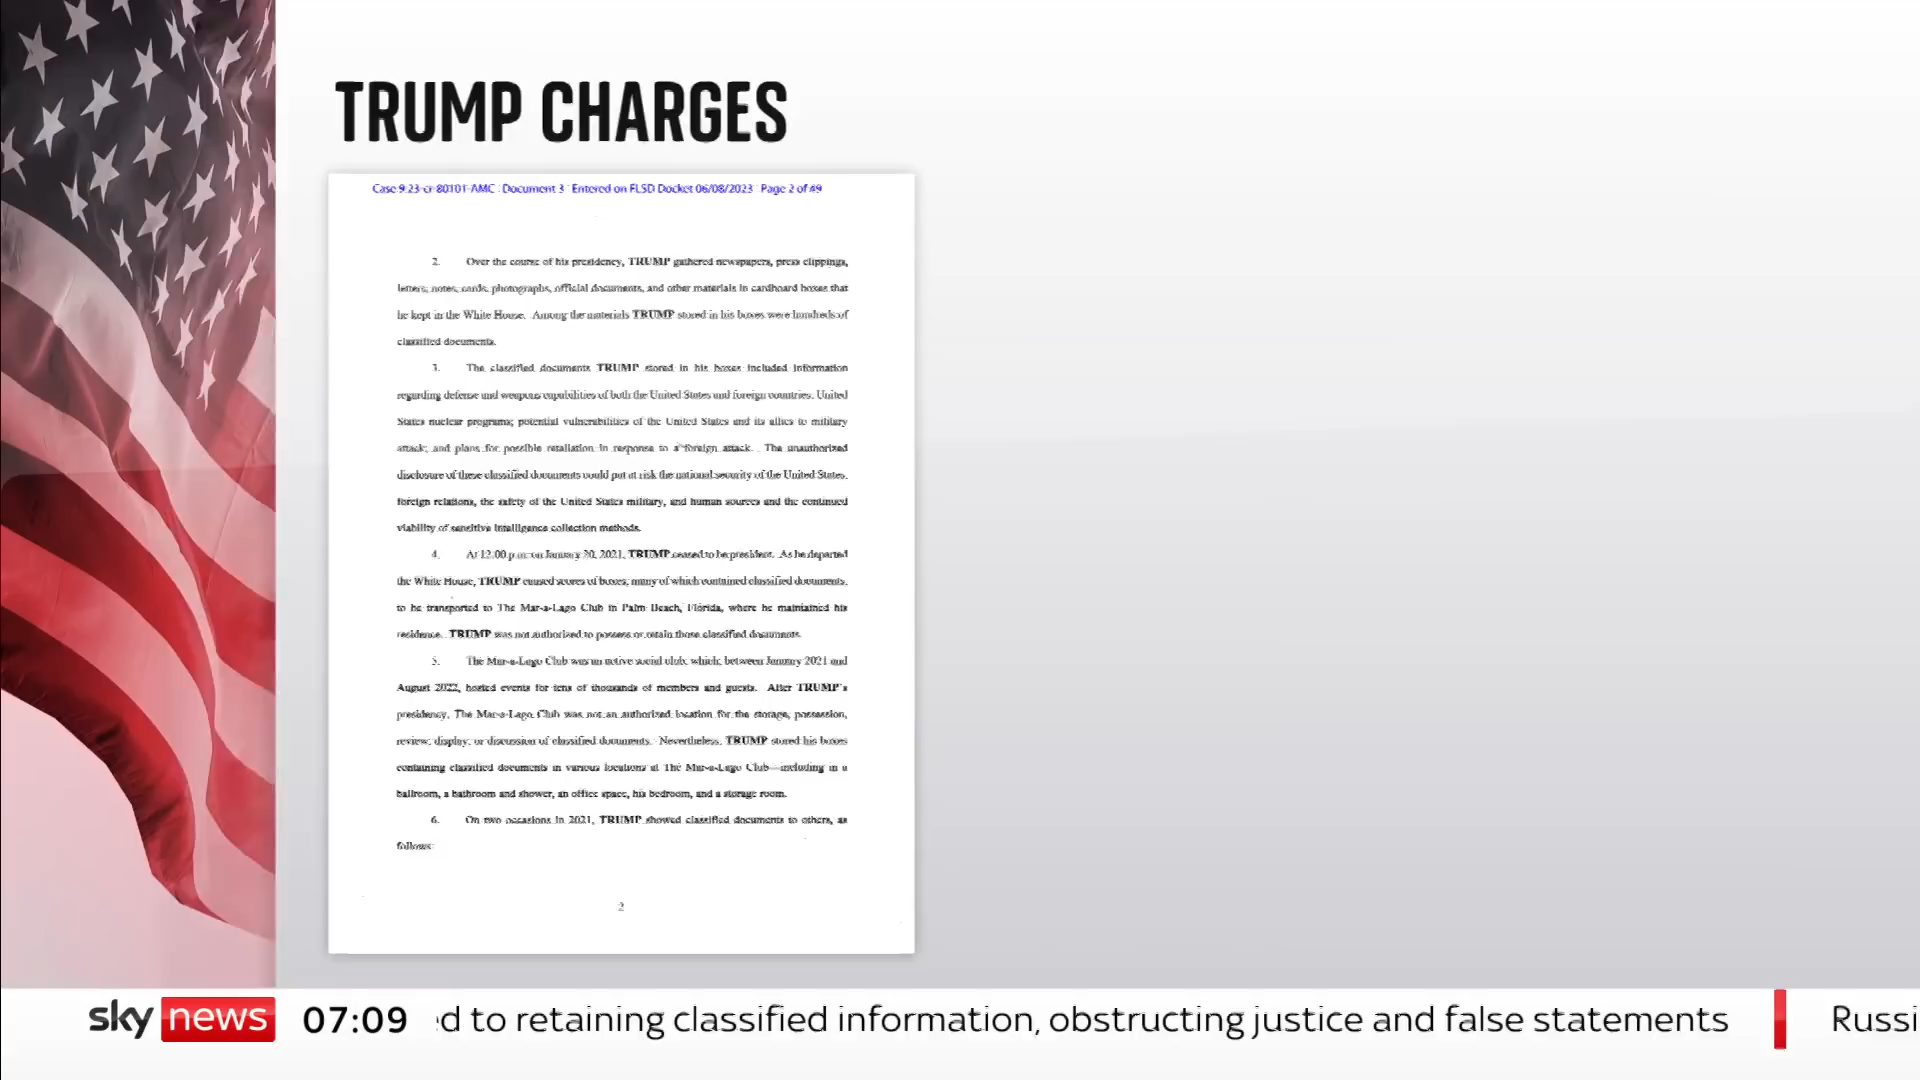 TRUMP CHARGES
Case 9:23-cr-80101-AMC Document 3 Entered on FLSD Docket 06/08/2023 Page 2 of 49
2. Over the course of his presidency, TRUMP gathered newspapers, press clippings,
letters, notes, cards, photographs, official documents, and other materials in cardboard boxes that
he kept in the White House. Among the materials TRUMP stored in his boxes were hundreds of
classified documents.
3. The classified documents TRUMP stored in his boxes included information
regarding defense and weapons capabilities of both the United States and foreign countries; United
States nuclear programs; potential vulnerabilities of the United States and its allies to military
attack; and plans for possible retaliation in response to a foreign attack. The unauthorized
disclosure of these classified documents could put at risk the national security of the United States,
foreign relations, the safety of the United States military, and human sources and the continued
viability of sensitive intelligence collection methods.
4. At 12:00 p.m. on January 20, 2021, TRUMP ceased to be president. As he departed
the White House, TRUMP caused scores of boxes, many of which contained classified documents,
to be transported to The Mar-a-Lago Club in Palm Beach, Florida, where he maintained his
residence. TRUMP was not authorized to possess or retain those classified documents.
5. The Mar-a-Lago Club was an active social club, which, between January 2021 and
August 2022, hosted events for tens of thousands of members and guests. After TRUMP's
presidency, The Mar-a-Lago Club was not an authorized location for the storage, possession,
review, display, or discussion of classified documents. Nevertheless, TRUMP stored his boxes
containing classified documents in various locations at The Mar-a-Lago Club—including in a
ballroom, a bathroom and shower, an office space, his bedroom, and a storage room.
6. On two occasions in 2021, TRUMP showed classified documents to others, as
follows:
2
sky news 07:09 d to retaining classified information, obstructing justice and false statements Russi